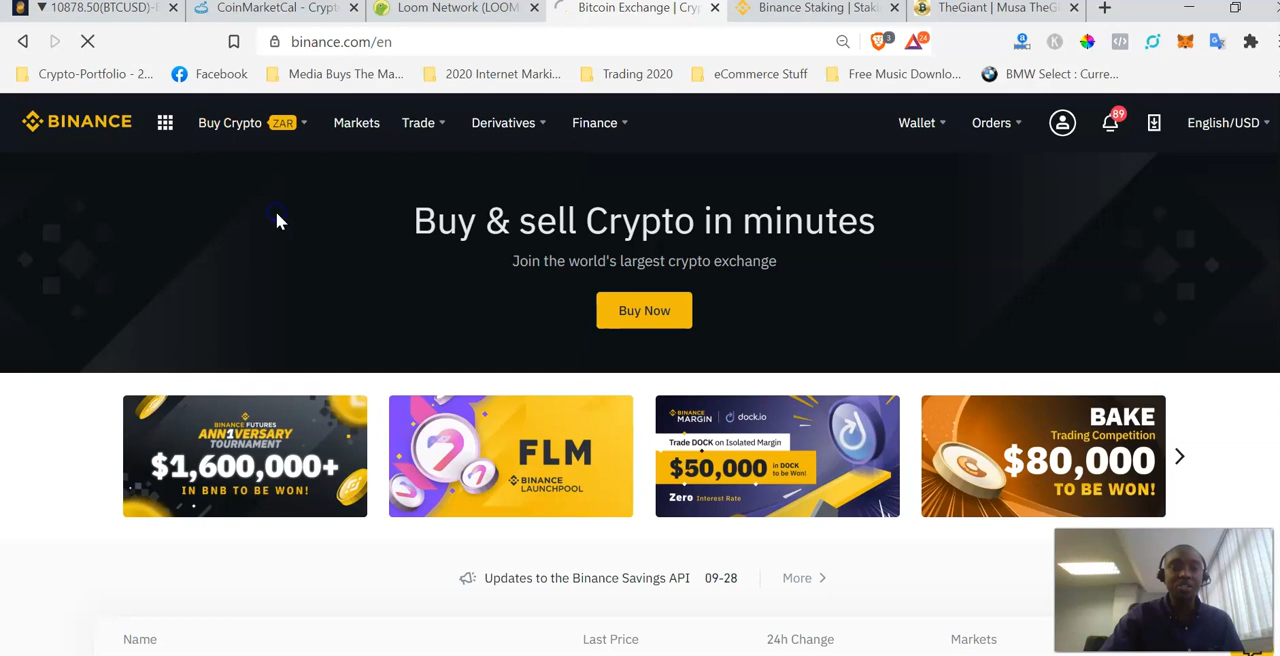 ▼ 10878.50(BTCUSD)-
CoinMarketCal - Crypt
Loom Network (LOOM
Bitcoin Exchange | Cry
Binance Staking | Stak
TheGiant | Musa TheG
binance.com/en
3
24
Crypto-Portfolio - 2...
Facebook
Media Buys The Ma...
2020 Internet Marki...
Trading 2020
eCommerce Stuff
Free Music Downlo...
BMW Select : Curre...
BINANCE
Buy Crypto ZAR
Markets
Trade
Derivatives
Finance
Wallet
Orders
89
English/USD
Buy & sell Crypto in minutes
Join the world's largest crypto exchange
Buy Now
BINANCE FUTURES
ANN1VERSARY
TOURNAMENT
$1,600,000+
IN BNB TO BE WON!
FLM
BINANCE
LAUNCHPOOL
BINANCE
MARGIN
dock.io
Trade DOCK on Isolated Margin
$50,000 in DOCK
to be Won!
Zero Interest Rate
BAKE
Trading Competition
$80,000
TO BE WON!
Updates to the Binance Savings API 09-28
More
Name
Last Price
24h Change
Markets